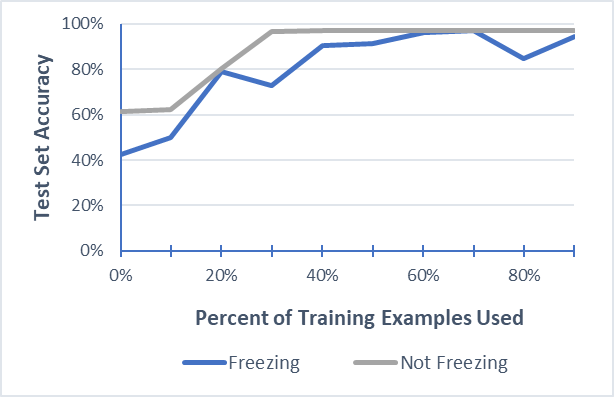 100%
80%
60%
40%
20%
0%
Test Set Accuracy
0% 20% 40% 60% 80%
Percent of Training Examples Used
Freezing Not Freezing